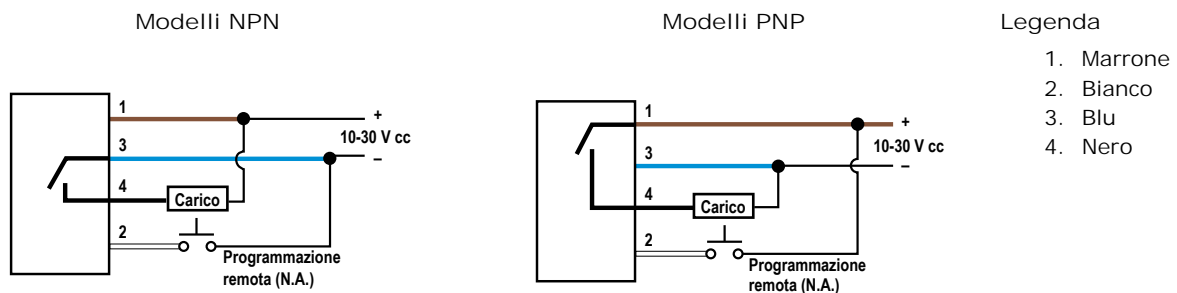 Modelli NPN
1
+
10-30 V cc
3
–
4
Carico
2
Programmazione
remota (N.A.)
Modelli PNP
1
+
10-30 V cc
3
–
4
Carico
2
Programmazione
remota (N.A.)
Legenda
1. Marrone
2. Bianco
3. Blu
4. Nero